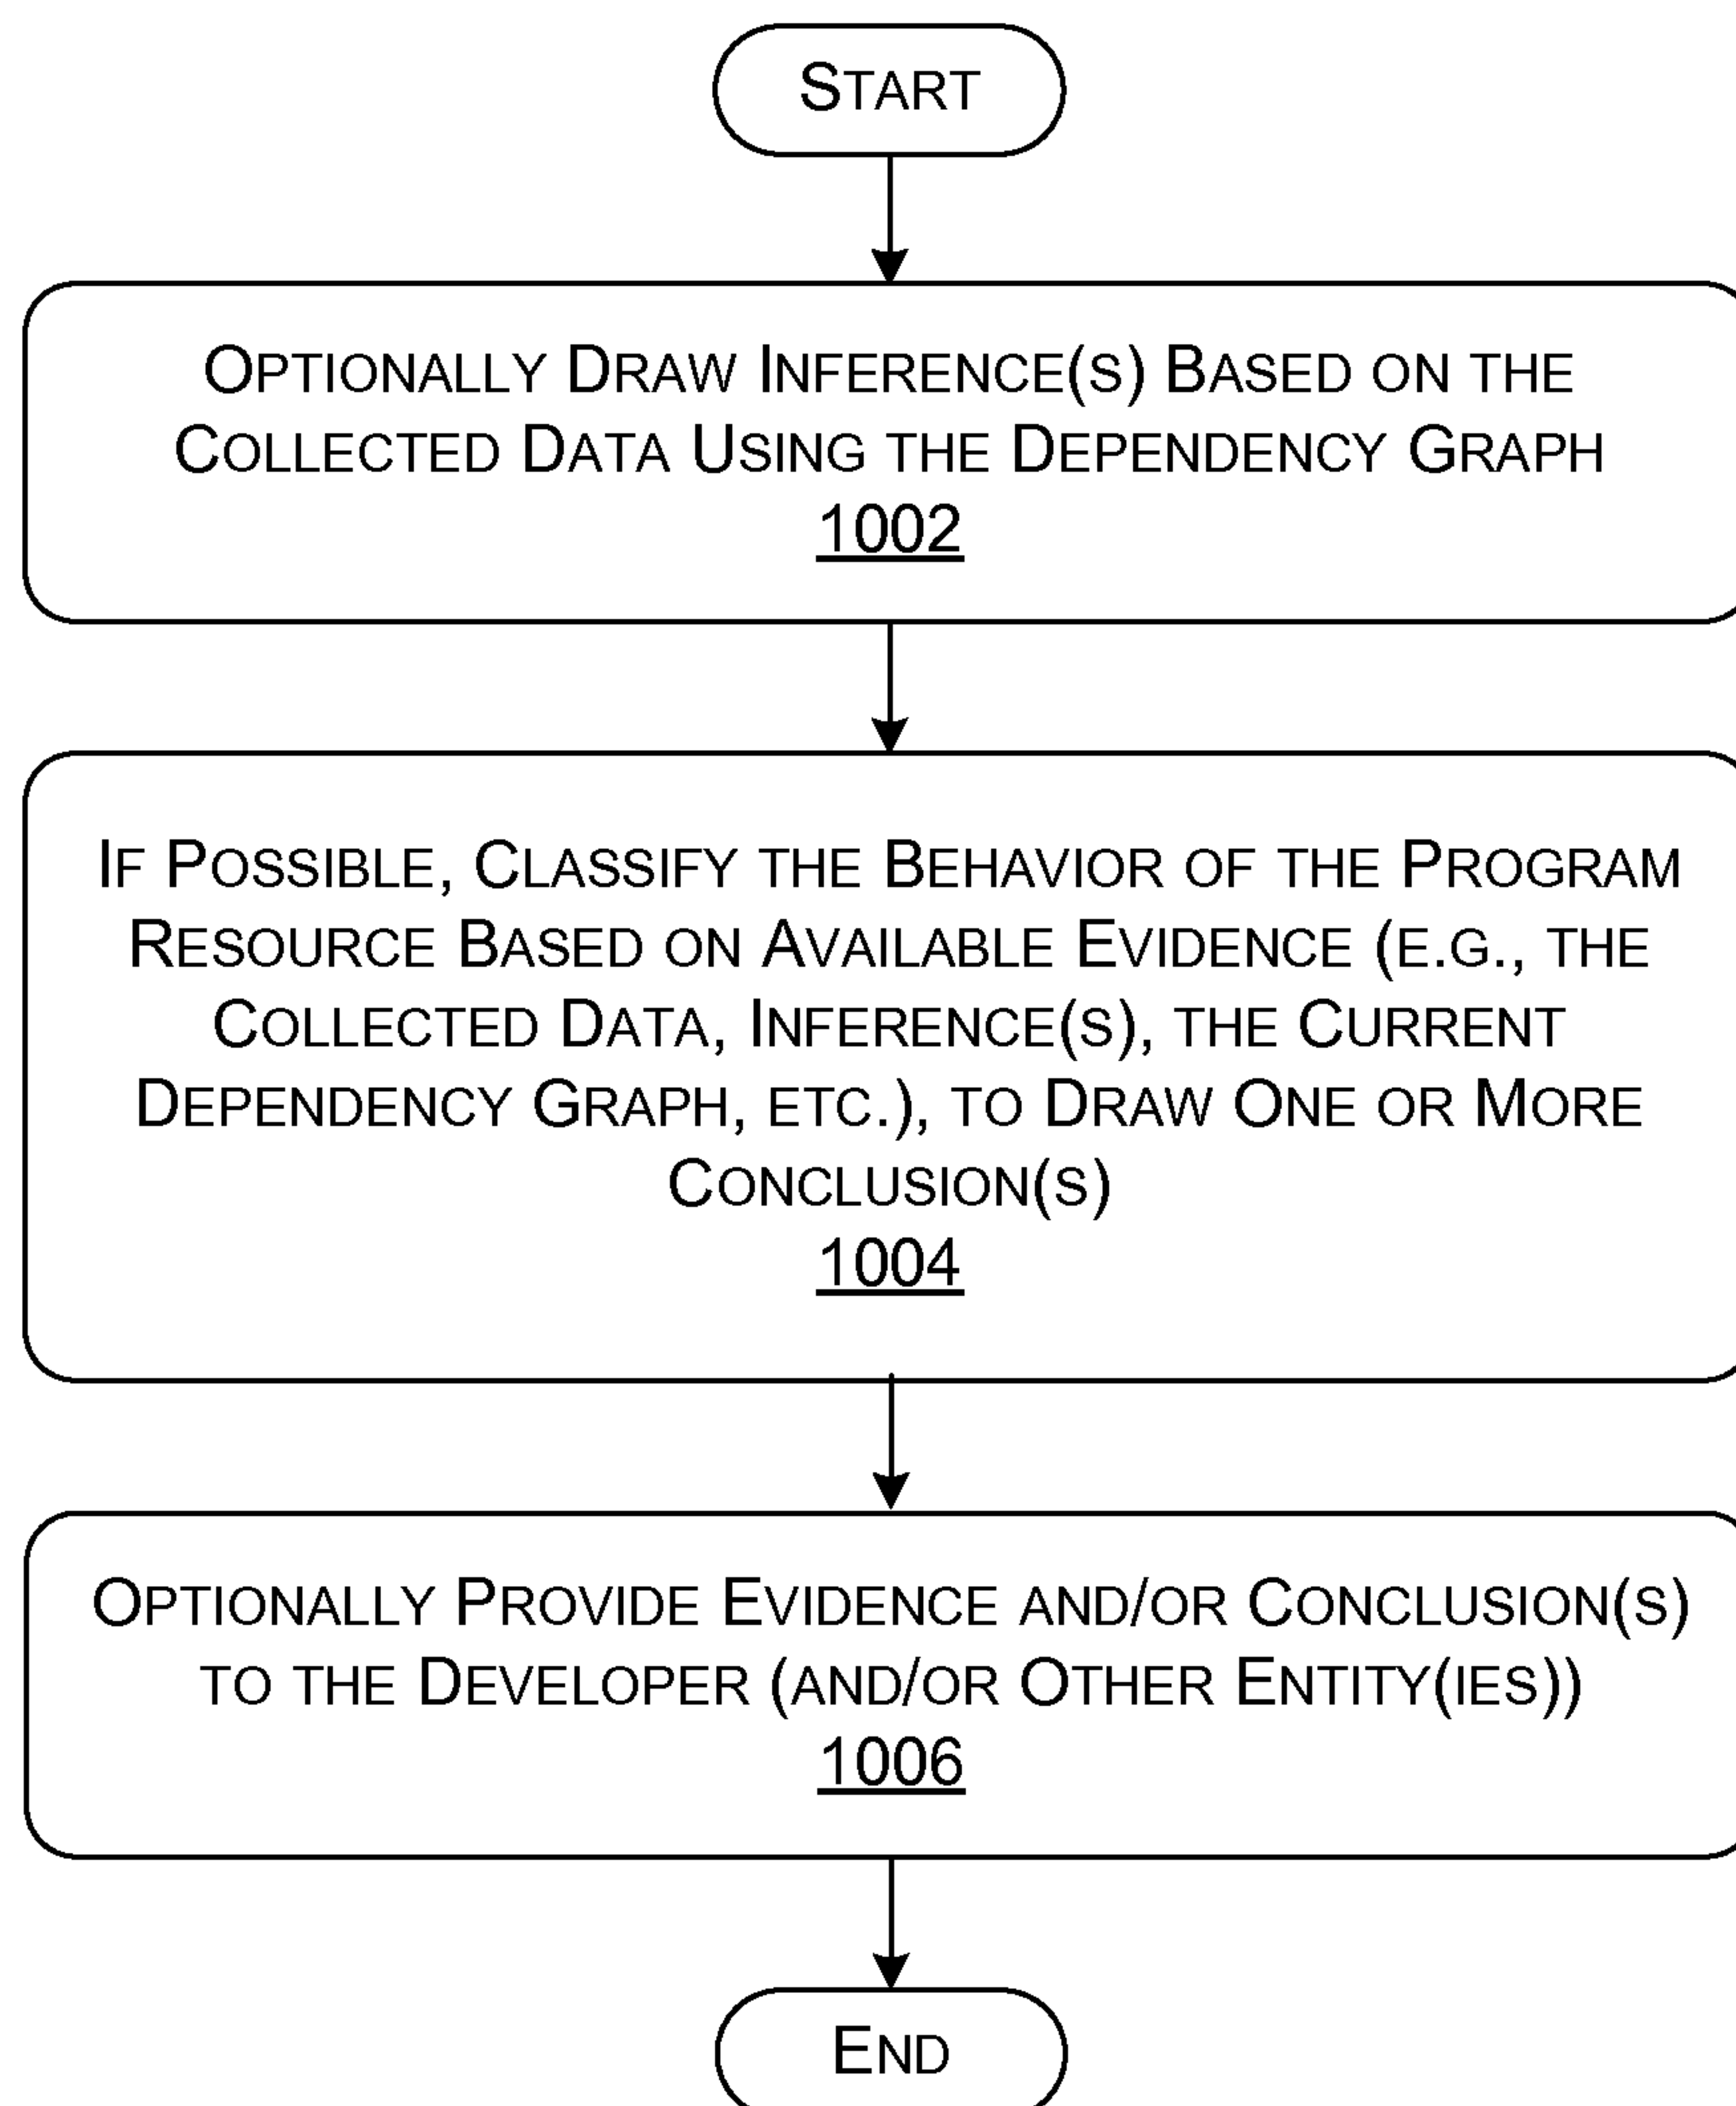 START
OPTIONALLY DRAW INFERENCE(S) BASED ON THE
COLLECTED DATA USING THE DEPENDENCY GRAPH
1002
IF POSSIBLE, CLASSIFY THE BEHAVIOR OF THE PROGRAM
RESOURCE BASED ON AVAILABLE EVIDENCE (E.G., THE
COLLECTED DATA, INFERENCE(S), THE CURRENT
DEPENDENCY GRAPH, ETC.), TO DRAW ONE OR MORE
CONCLUSION(S)
1004
OPTIONALLY PROVIDE EVIDENCE AND/OR CONCLUSION(S)
TO THE DEVELOPER (AND/OR OTHER ENTITY(IES))
1006
END